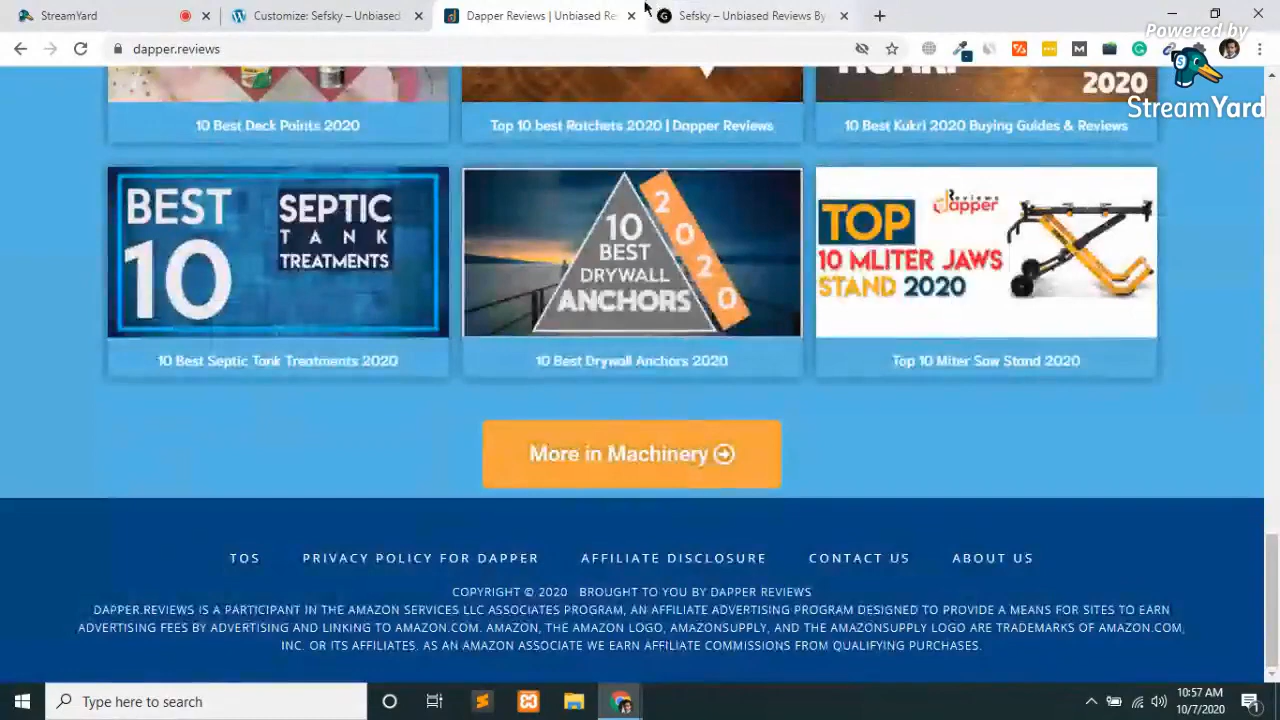 StreamYard
Customize: Sefsky – Unbiased
Dapper Reviews | Unbiased Re
Sefsky – Unbiased Reviews By
dapper.reviews
Powered by
StreamYard
2020
10 Best Deck Paints 2020
Top 10 best Ratchets 2020 | Dapper Reviews
10 Best Kukri 2020 Buying Guides & Reviews
BEST
10
SEPTIC
TANK
TREATMENTS
10
BEST
DRYWALL
ANCHORS
2020
Reviews
Dapper
TOP
10 MLITER JAWS
STAND 2020
10 Best Septic Tank Treatments 2020
10 Best Drywall Anchors 2020
Top 10 Miter Saw Stand 2020
More in Machinery
TOS
PRIVACY POLICY FOR DAPPER
AFFILIATE DISCLOSURE
CONTACT US
ABOUT US
COPYRIGHT © 2020 BROUGHT TO YOU BY DAPPER REVIEWS
DAPPER.REVIEWS IS A PARTICIPANT IN THE AMAZON SERVICES LLC ASSOCIATES PROGRAM, AN AFFILIATE ADVERTISING PROGRAM DESIGNED TO PROVIDE A MEANS FOR SITES TO EARN
ADVERTISING FEES BY ADVERTISING AND LINKING TO AMAZON.COM. AMAZON, THE AMAZON LOGO, AMAZONSUPPLY, AND THE AMAZONSUPPLY LOGO ARE TRADEMARKS OF AMAZON.COM,
INC. OR ITS AFFILIATES. AS AN AMAZON ASSOCIATE WE EARN AFFILIATE COMMISSIONS FROM QUALIFYING PURCHASES.
Type here to search
10:57 AM
10/7/2020